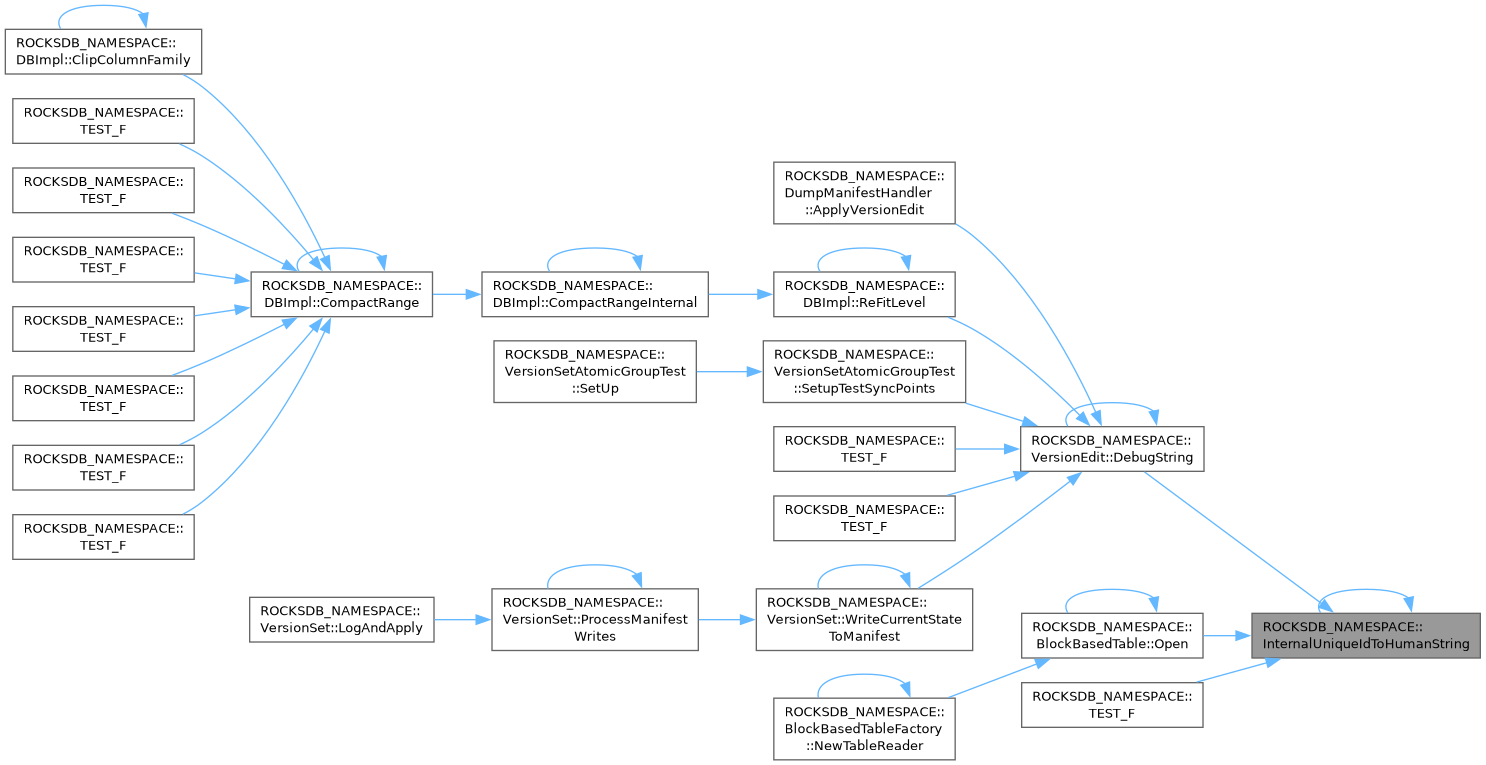 ROCKSDB_NAMESPACE::
DBImpl::ClipColumnFamily
ROCKSDB_NAMESPACE::
TEST_F
ROCKSDB_NAMESPACE::
TEST_F
ROCKSDB_NAMESPACE::
TEST_F
ROCKSDB_NAMESPACE::
TEST_F
ROCKSDB_NAMESPACE::
TEST_F
ROCKSDB_NAMESPACE::
TEST_F
ROCKSDB_NAMESPACE::
TEST_F
ROCKSDB_NAMESPACE::
DBImpl::CompactRange
ROCKSDB_NAMESPACE::
DBImpl::CompactRangeInternal
ROCKSDB_NAMESPACE::
VersionSetAtomicGroupTest
::SetUp
ROCKSDB_NAMESPACE::
VersionSet::LogAndApply
ROCKSDB_NAMESPACE::
VersionSet::ProcessManifest
Writes
ROCKSDB_NAMESPACE::
DumpManifestHandler
::ApplyVersionEdit
ROCKSDB_NAMESPACE::
DBImpl::ReFitLevel
ROCKSDB_NAMESPACE::
VersionSetAtomicGroupTest
::SetupTestSyncPoints
ROCKSDB_NAMESPACE::
TEST_F
ROCKSDB_NAMESPACE::
TEST_F
ROCKSDB_NAMESPACE::
VersionSet::WriteCurrentState
ToManifest
ROCKSDB_NAMESPACE::
BlockBasedTableFactory
::NewTableReader
ROCKSDB_NAMESPACE::
VersionEdit::DebugString
ROCKSDB_NAMESPACE::
BlockBasedTable::Open
ROCKSDB_NAMESPACE::
TEST_F
ROCKSDB_NAMESPACE::
InternalUniqueIdToHumanString